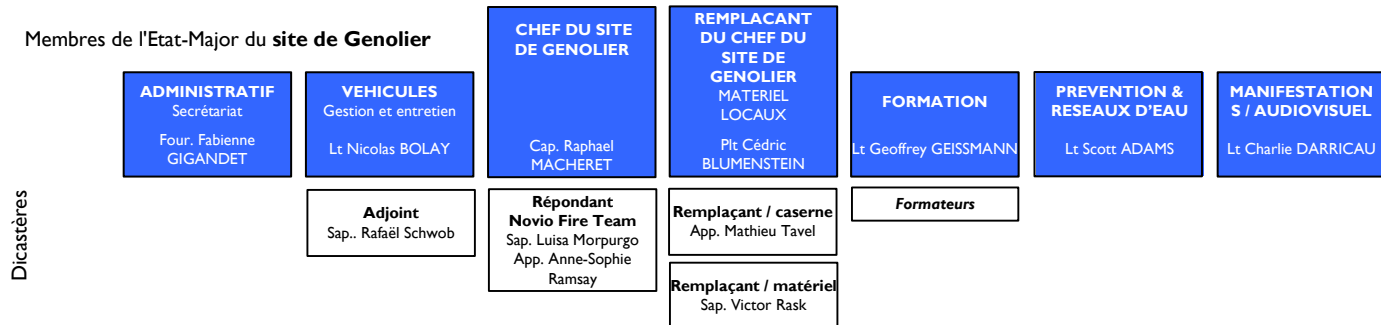 Membres de l'Etat-Major du site de Genolier
ADMINISTRATIF
Secrétariat
Four. Fabienne
GIGANDET
VEHICULES
Gestion et entretien
Lt Nicolas BOLAY
CHEF DU SITE
DE GENOLIER
Cap. Raphael
MACHERET
REMPLACANT
DU CHEF DU
SITE DE
GENOLIER
MATERIEL
LOCAUX
Plt Cédric
BLUMENSTEIN
FORMATION
Lt Geoffrey GEISSMANN
PREVENTION &
RESEAUX D'EAU
Lt Scott ADAMS
MANIFESTATION
S / AUDIOVISUEL
Lt Charlie DARRICAU
Dicastères
Adjoint
Sap.. Rafaël Schwob
Répondant
Novio Fire Team
Sap. Luisa Morpurgo
App. Anne-Sophie
Ramsay
Remplaçant / caserne
App. Mathieu Tavel
Remplaçant / matériel
Sap. Victor Rask
Formateurs